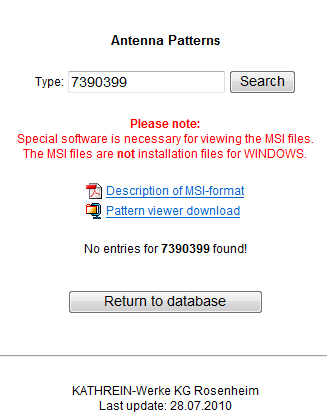 Antenna Patterns
Type: 7390399 Search
Please note:
Special software is necessary for viewing the MSI files.
The MSI files are not installation files for WINDOWS.
Description of MSI-format
Pattern viewer download
No entries for 7390399 found!
Return to database
KATHREIN-Werke KG Rosenheim
Last update: 28.07.2010